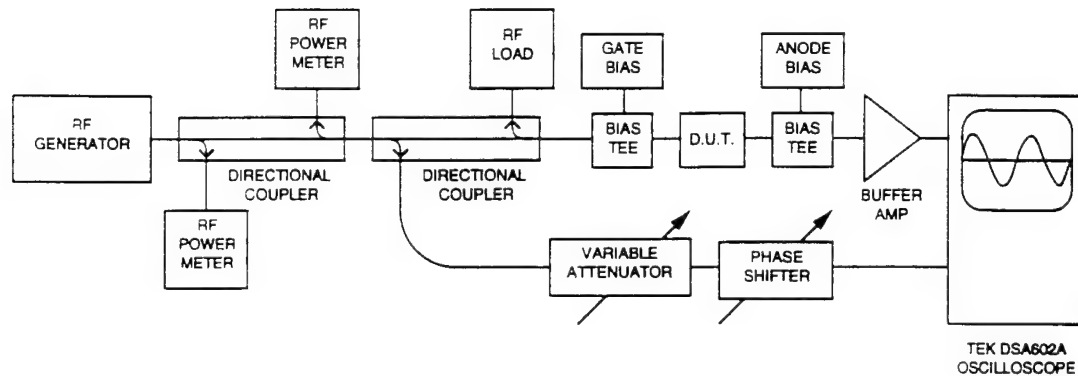 RF
POWER
METER
RF
LOAD
GATE
BIAS
ANODE
BIAS
RF
GENERATOR
BIAS
TEE
D.U.T.
BIAS
TEE
DIRECTIONAL
COUPLER
DIRECTIONAL
COUPLER
BUFFER
AMP
RF
POWER
METER
VARIABLE
ATTENUATOR
PHASE
SHIFTER
TEK DSA602A
OSCILLOSCOPE